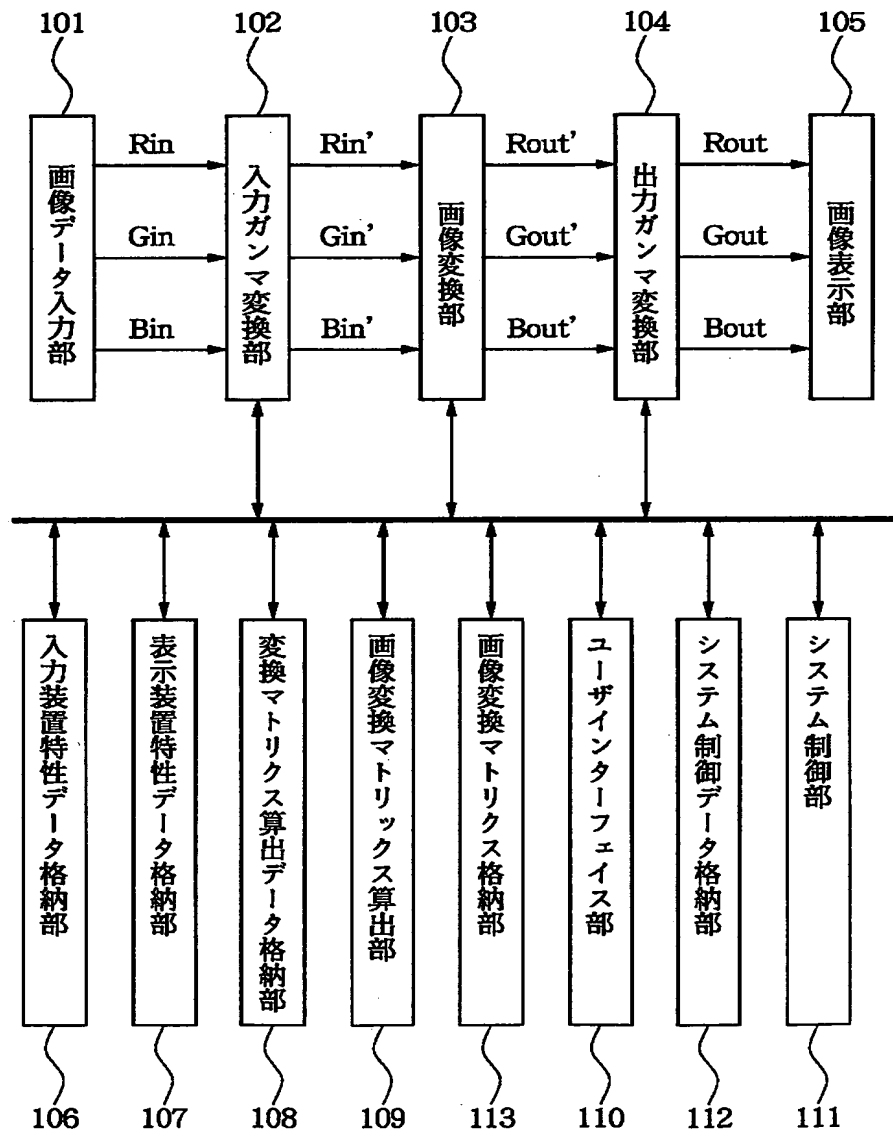 101
102
103
104
105
画像データ入力部
Rin
Gin
Bin
入力ガンマ変換部
Rin'
Gin'
Bin'
画像変換部
Rout'
Gout'
Bout'
出力ガンマ変換部
Rout
Gout
Bout
画像表示部
入力装置特性データ格納部
表示装置特性データ格納部
変換マトリクス算出データ格納部
画像変換マトリックス算出部
画像変換マトリクス格納部
ユーザインターフェイス部
システム制御データ格納部
システム制御部
106
107
108
109
113
110
112
111